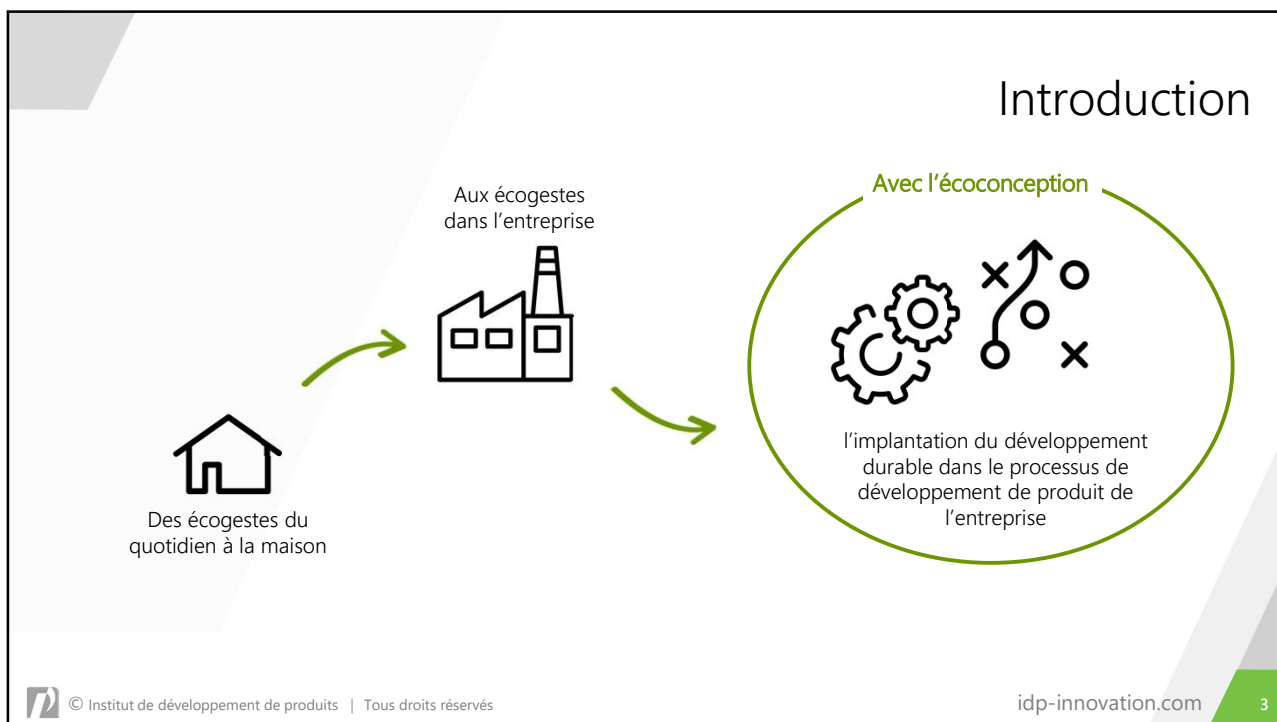 Introduction
Des écogestes du
quotidien à la maison
Aux écogestes
dans l'entreprise
Avec l'écoconception
l'implantation du développement
durable dans le processus de
développement de produit de
l'entreprise
© Institut de développement de produits | Tous droits réservés
idp-innovation.com
3